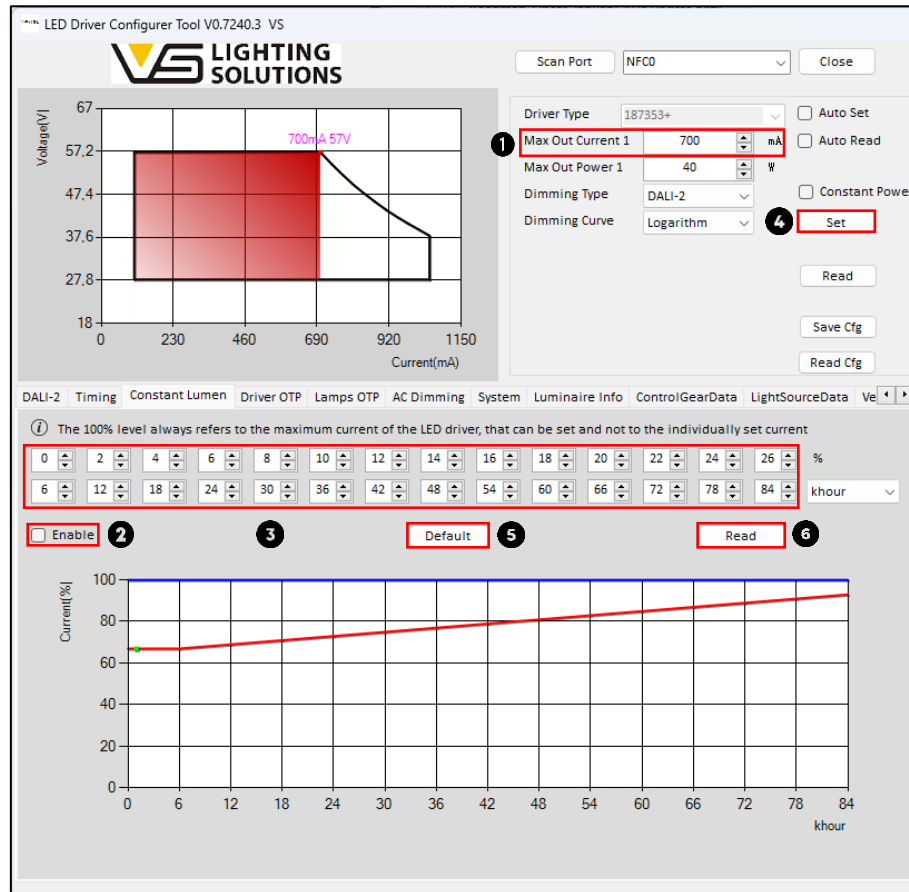 LED Driver Configurer Tool V0.7240.3 VS
VS LIGHTING
SOLUTIONS
Scan Port NFC0 Close
Voltage[V]
67
57,2
47,4
37,6
27,8
18
700mA 57V
0 230 460 690 920 1150
Current(mA)
Driver Type 187353+ Auto Set
1 Max Out Current 1 700 mA Auto Read
Max Out Power 1 40 W
Dimming Type DALI-2 Constant Powe
Dimming Curve Logarithm 4 Set
Read
Save Cfg
Read Cfg
DALI-2 Timing Constant Lumen Driver OTP Lamps OTP AC Dimming System Luminaire Info ControlGearData LightSourceData Ve
i The 100% level always refers to the maximum current of the LED driver, that can be set and not to the individually set current
0 2 4 6 8 10 12 14 16 18 20 22 24 26 %
6 12 18 24 30 36 42 48 54 60 66 72 78 84 khour
Enable 2 3 Default 5 Read 6
Current[%]
100
80
60
40
20
0
0 6 12 18 24 30 36 42 48 54 60 66 72 78 84
khour